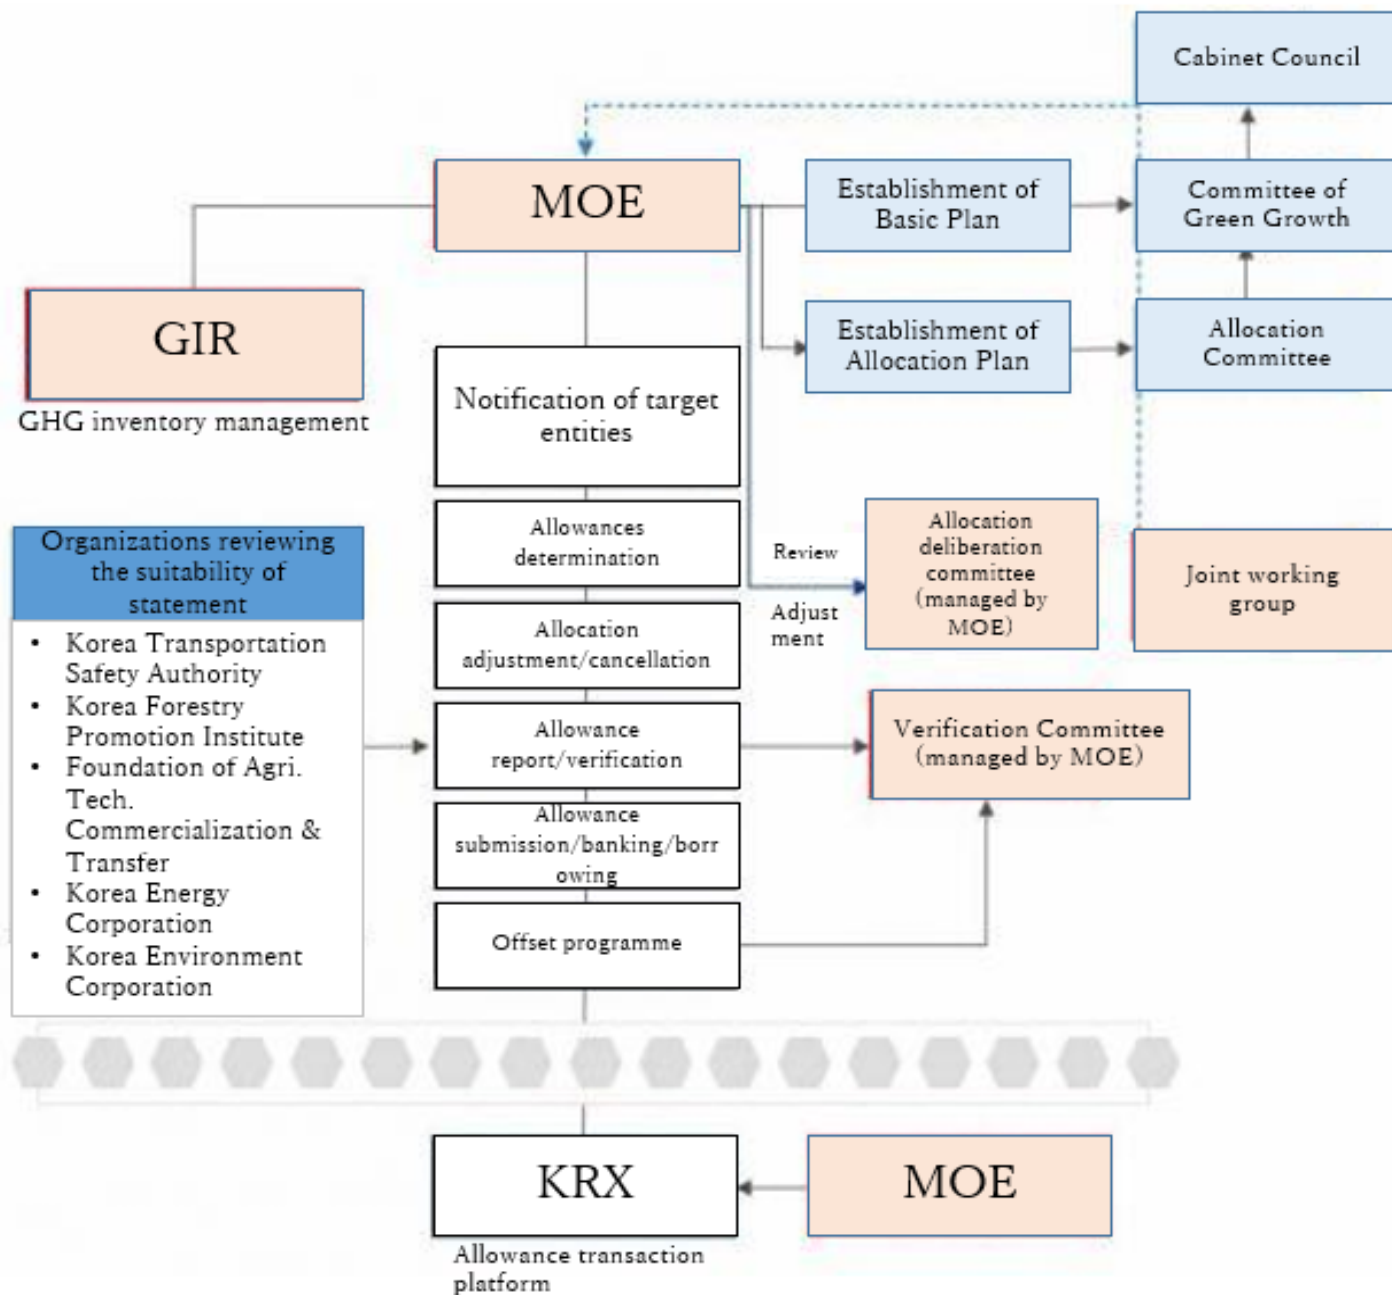 Cabinet Council
MOE
Establishment of
Basic Plan
Committee of
Green Growth
GIR
GHG inventory management
Establishment of
Allocation Plan
Allocation
Committee
Notification of target
entities
Organizations reviewing
the suitability of
statement
• Korea Transportation
Safety Authority
• Korea Forestry
Promotion Institute
• Foundation of Agri.
Tech.
Commercialization &
Transfer
• Korea Energy
Corporation
• Korea Environment
Corporation
Allowances
determination
Allocation
adjustment/cancellation
Allowance
report/verification
Allowance
submission/banking/borr
owing
Offset programme
Review
Adjust
ment
Allocation
deliberation
committee
(managed by
MOE)
Joint working
group
Verification Committee
(managed by MOE)
KRX
Allowance transaction
platform
MOE